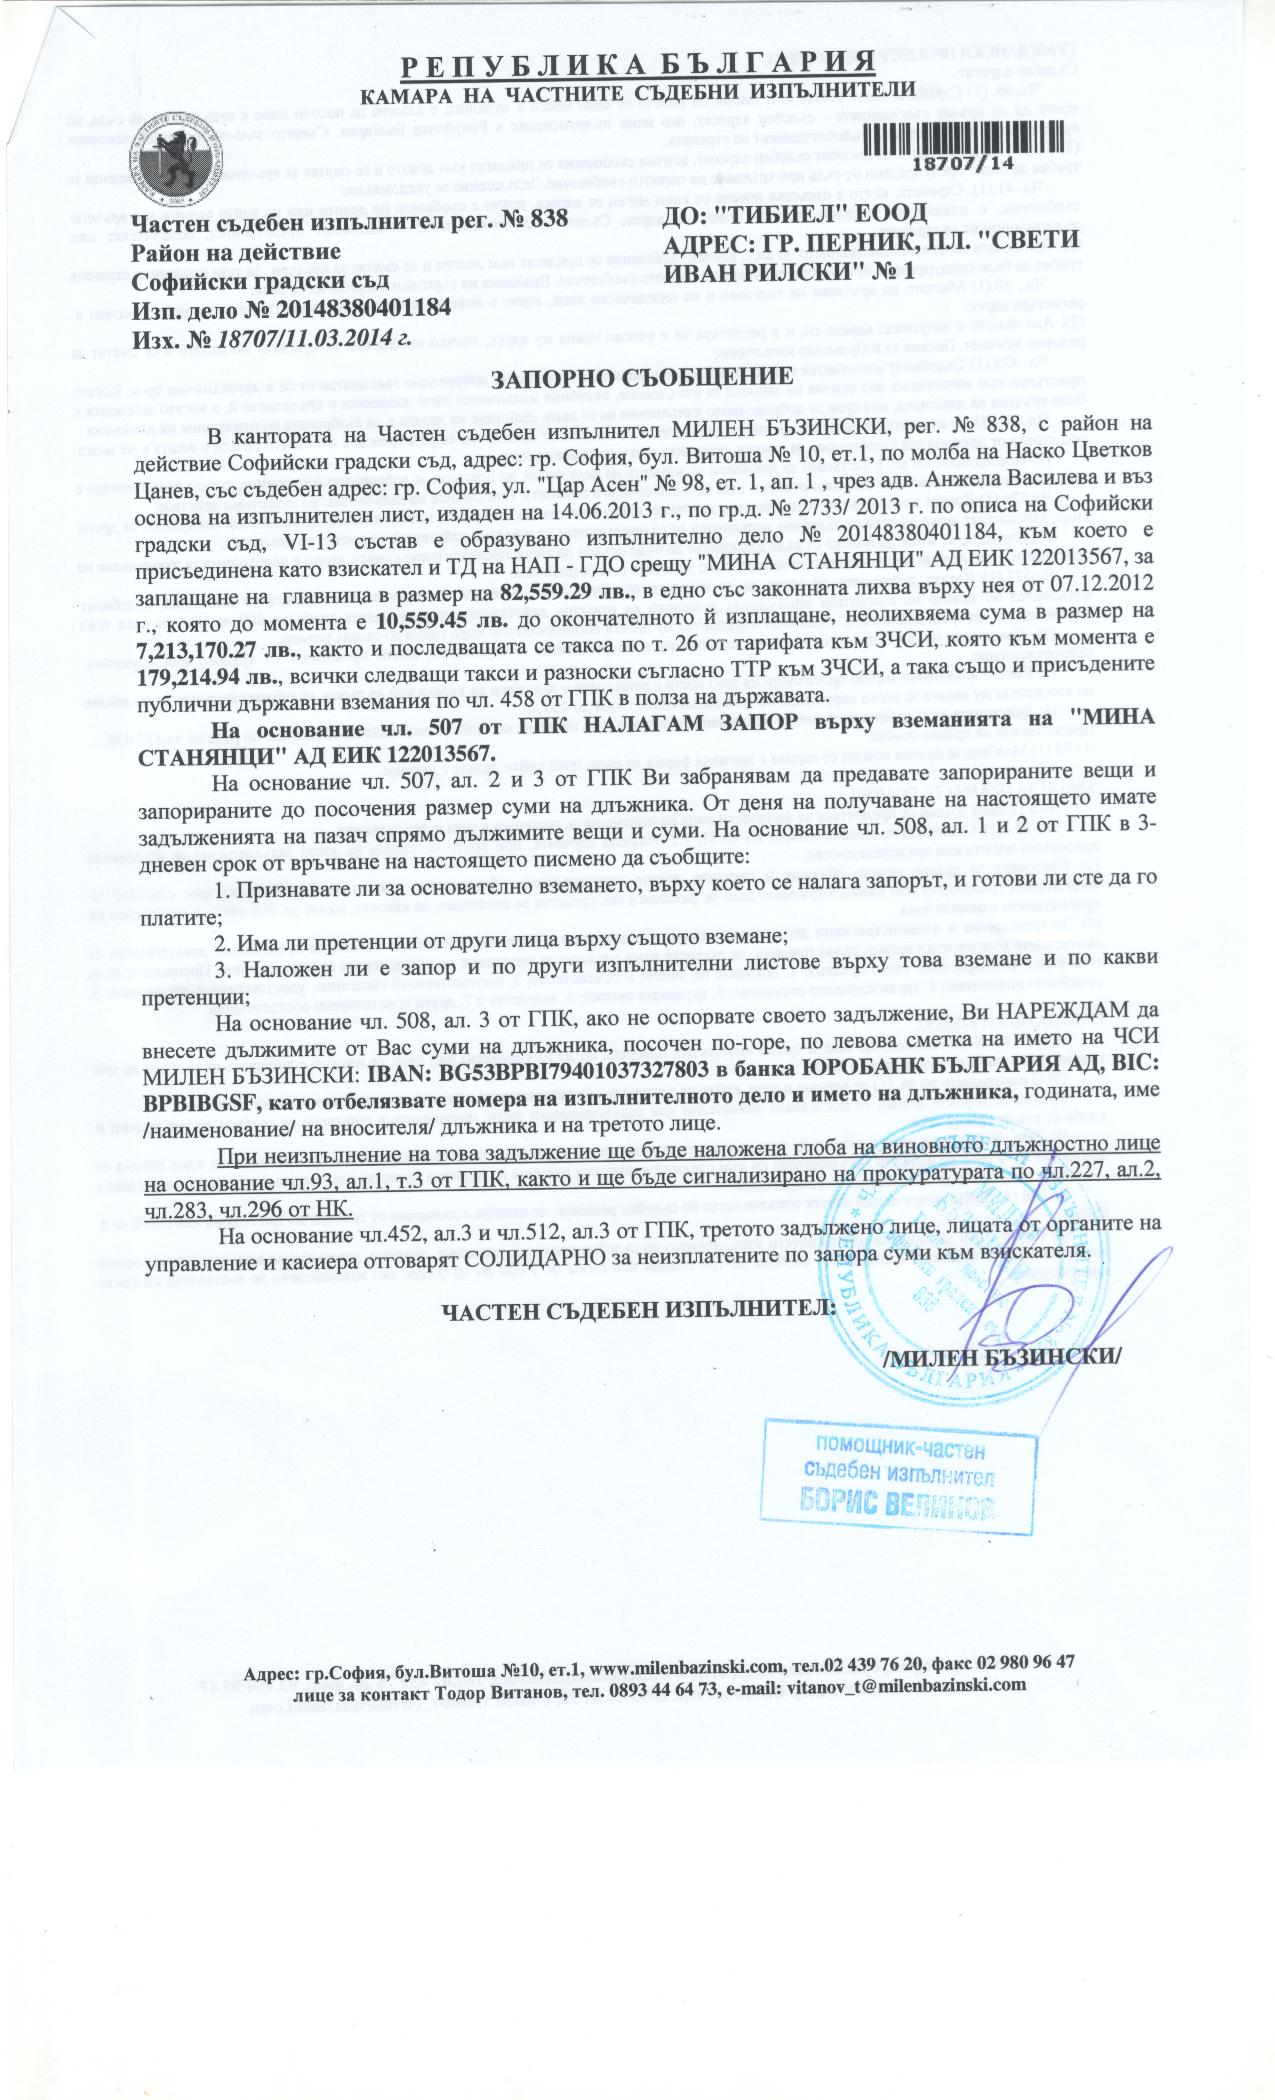 Р Е П У Б Л И К А Б Ъ Л Г А Р И Я
КАМАРА НА ЧАСТНИТЕ СЪДЕБНИ ИЗПЪЛНИТЕЛИ
18707/14
Частен съдебен изпълнител рег. № 838
Район на действие
Софийски градски съд
Изп. дело № 20148380401184
Изх. № 18707/11.03.2014 г.
ДО: "ТИБИЕЛ" ЕООД
АДРЕС: ГР. ПЕРНИК, ПЛ. "СВЕТИ
ИВАН РИЛСКИ" № 1
ЗАПОРНО СЪОБЩЕНИЕ
В кантората на Частен съдебен изпълнител МИЛЕН БЪЗИНСКИ, рег. № 838, с район на
действие Софийски градски съд, адрес: гр. София, бул. Витоша № 10, ет.1, по молба на Наско Цветков
Цанев, със съдебен адрес: гр. София, ул. "Цар Асен" № 98, ет. 1, ап. 1 , чрез адв. Анжела Василева и въз
основа на изпълнителен лист, издаден на 14.06.2013 г., по гр.д. № 2733/ 2013 г. по описа на Софийски
градски съд, VI-13 състав е образувано изпълнително дело № 20148380401184, към което е
присъединена като взискател и ТД на НАП - ГДО срещу "МИНА СТАНЯНЦИ" АД ЕИК 122013567, за
заплащане на главница в размер на 82,559.29 лв., в едно със законната лихва върху нея от 07.12.2012
г., която до момента е 10,559.45 лв. до окончателното й изплащане, неолихвяема сума в размер на
7,213,170.27 лв., както и последващата се такса по т. 26 от тарифата към ЗЧСИ, която към момента е
179,214.94 лв., всички следващи такси и разноски съгласно ТТР към ЗЧСИ, а така също и присъдените
публични държавни вземания по чл. 458 от ГПК в полза на държавата.
На основание чл. 507 от ГПК НАЛАГАМ ЗАПОР върху вземанията на "МИНА
СТАНЯНЦИ" АД ЕИК 122013567.
На основание чл. 507, ал. 2 и 3 от ГПК Ви забранявам да предавате запорираните вещи и
запорираните до посочения размер суми на длъжника. От деня на получаване на настоящето имате
задълженията на пазач спрямо дължимите вещи и суми. На основание чл. 508, ал. 1 и 2 от ГПК в 3-
дневен срок от връчване на настоящето писмено да съобщите:
1. Признавате ли за основателно вземането, върху което се налага запорът, и готови ли сте да го
платите;
2. Има ли претенции от други лица върху същото вземане;
3. Наложен ли е запор и по други изпълнителни листове върху това вземане и по какви
претенции;
На основание чл. 508, ал. 3 от ГПК, ако не оспорвате своето задължение, Ви НАРЕЖДАМ да
внесете дължимите от Вас суми на длъжника, посочен по-горе, по левова сметка на името на ЧСИ
МИЛЕН БЪЗИНСКИ: IBAN: BG53BPBI79401037327803 в банка ЮРОБАНК БЪЛГАРИЯ АД, BIC:
BPBIBGSF, като отбелязвате номера на изпълнителното дело и името на длъжника, годината, име
/наименование/ на вносителя/ длъжника и на третото лице.
При неизпълнение на това задължение ще бъде наложена глоба на виновното длъжностно лице
на основание чл.93, ал.1, т.3 от ГПК, както и ще бъде сигнализирано на прокуратурата по чл.227, ал.2,
чл.283, чл.296 от НК.
На основание чл.452, ал.3 и чл.512, ал.3 от ГПК, третото задължено лице, лицата от органите на
управление и касиера отговарят СОЛИДАРНО за неизплатените по запора суми към взискателя.
ЧАСТЕН СЪДЕБЕН ИЗПЪЛНИТЕЛ:
/МИЛЕН БЪЗИНСКИ/
ПОМОЩНИК-ЧАСТЕН
СЪДЕБЕН ИЗПЪЛНИТЕЛ
БОРИС ВЕЛИНОВ
Адрес: гр.София, бул.Витоша №10, ет.1, www.milenbazinski.com, тел.02 439 76 20, факс 02 980 96 47
лице за контакт Тодор Витанов, тел. 0893 44 64 73, e-mail: vitanov_t@milenbazinski.com